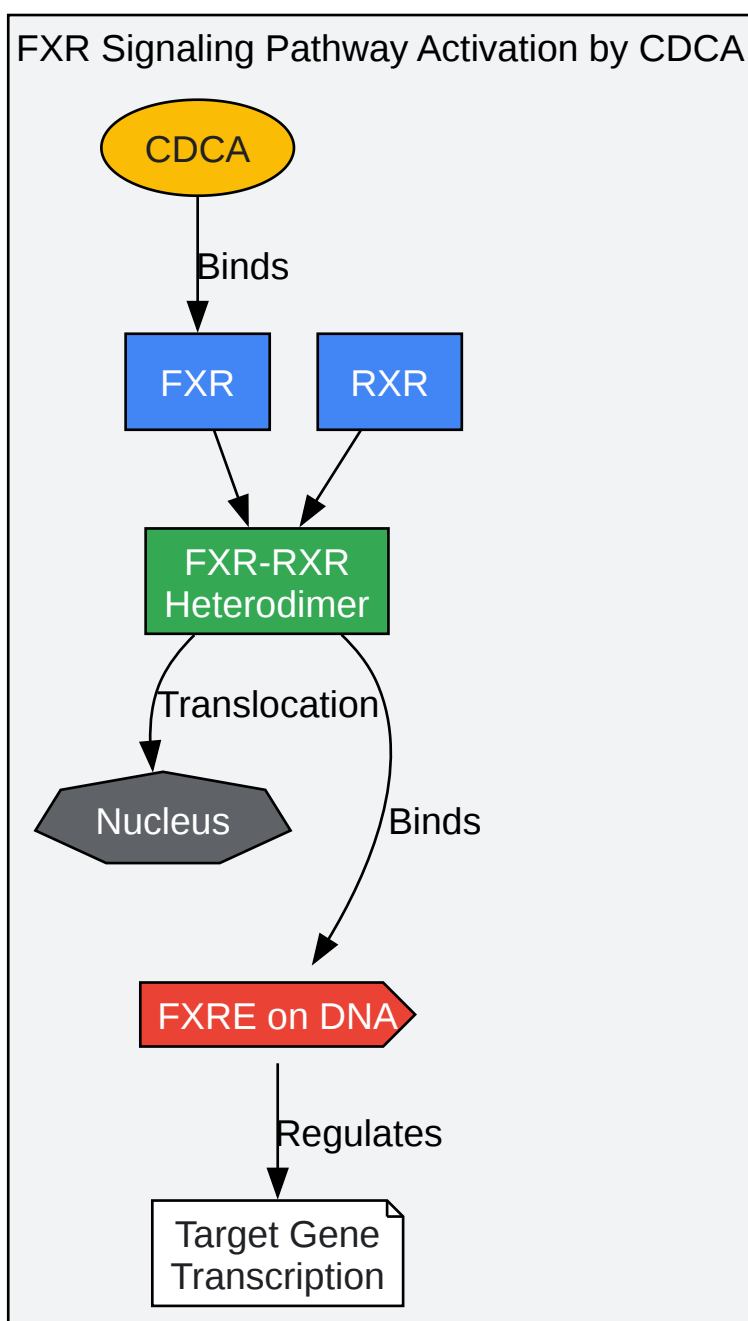 FXR Signaling Pathway Activation by CDCA
CDCA
Binds
FXR
RXR
FXR-RXR
Heterodimer
Translocation
Nucleus
Binds
FXRE on DNA
Regulates
Target Gene
Transcription